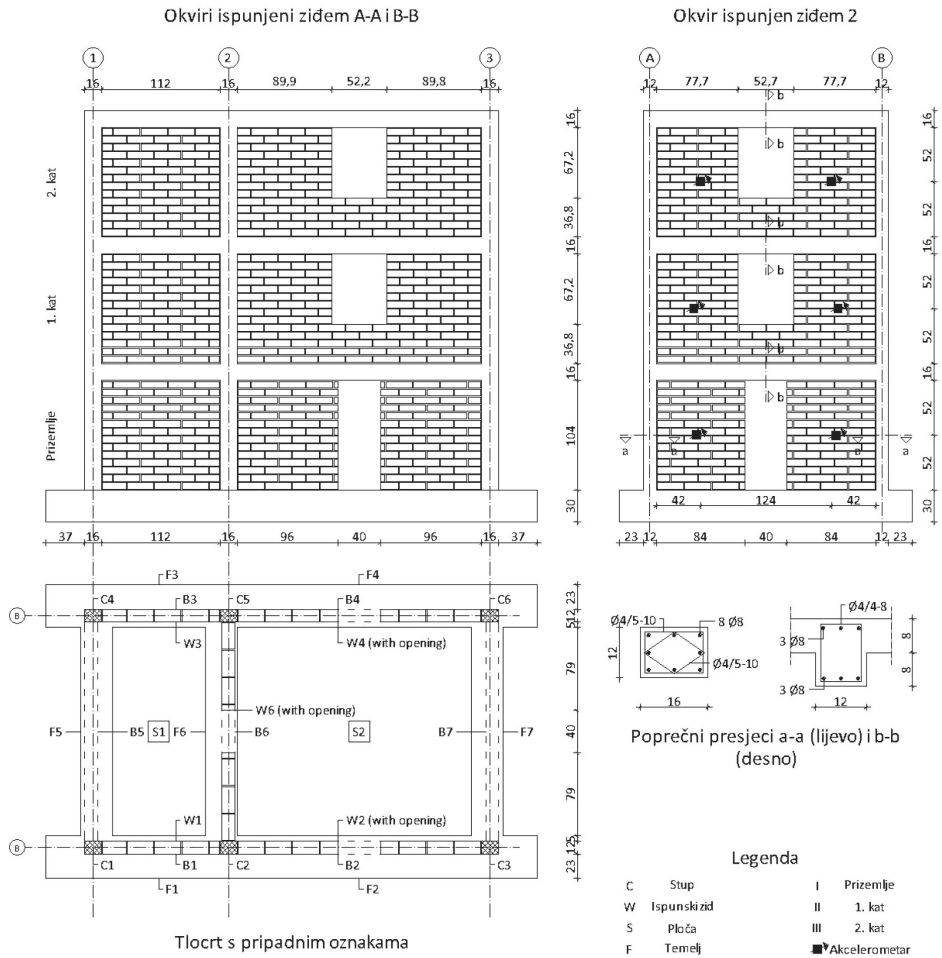 Okviri ispunjeni ziđem A-A i B-B
1 2 3
16 112 16 89,9 52,2 89,8 16
2. kat
1. kat
Prizemlje
16
67,2
36,8
16
67,2
36,8
16
104
30
37 112 16 96 40 96 16 37
Okvir ispunjen ziđem 2
A B
12 77,7 52,7 77,7 12
b
b
b
b
b
b
b
a a a a
16
52
52
16
52
52
16
52
52
30
42 124 42
23 12 84 40 84 12 23
F3 F4
C4 B3 C5 B4 C6
B
W3 W4 (with opening)
W6 (with opening)
F5 B5 S1 F6 B6 S2 B7 F7
W1 W2 (with opening)
B
C1 B1 C2 B2 C3
F1 F2
23
512
79
40
79
125
23
Tlocrt s pripadnim oznakama
Ø4/5-10 8 Ø8
12
Ø4/5-10
16
Ø4/4-8
3 Ø8
8
8
3 Ø8
12
Poprečni presjeci a-a (lijevo) i b-b
(desno)
Legenda
C Stup I Prizemlje
W Ispunski zid II 1. kat
S Ploča III 2. kat
F Temelj Akcelerometar